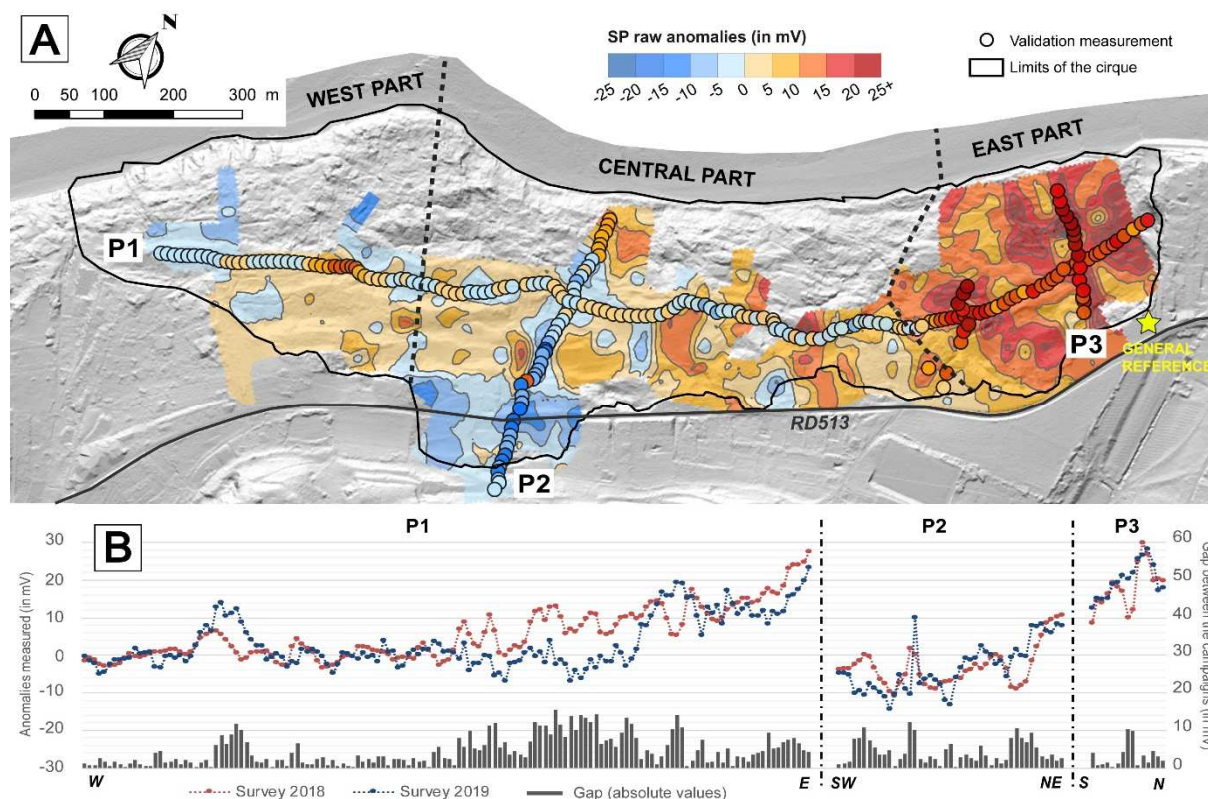 A
N
0 50 100 200 300 m
SP raw anomalies (in mV)
-25 -20 -15 -10 -5 0 5 10 15 20 25+
Validation measurement
Limits of the cirque
WEST PART
CENTRAL PART
EAST PART
P1
P2
P3
GENERAL
REFERENCE
RD513
B
P1 P2 P3
Anomalies measured (in mV)
30
20
10
0
-10
-20
-30
Gap between the campaigns (in mV)
60
50
40
30
20
10
0
W E SW NE S N
Survey 2018 Survey 2019 Gap (absolute values)